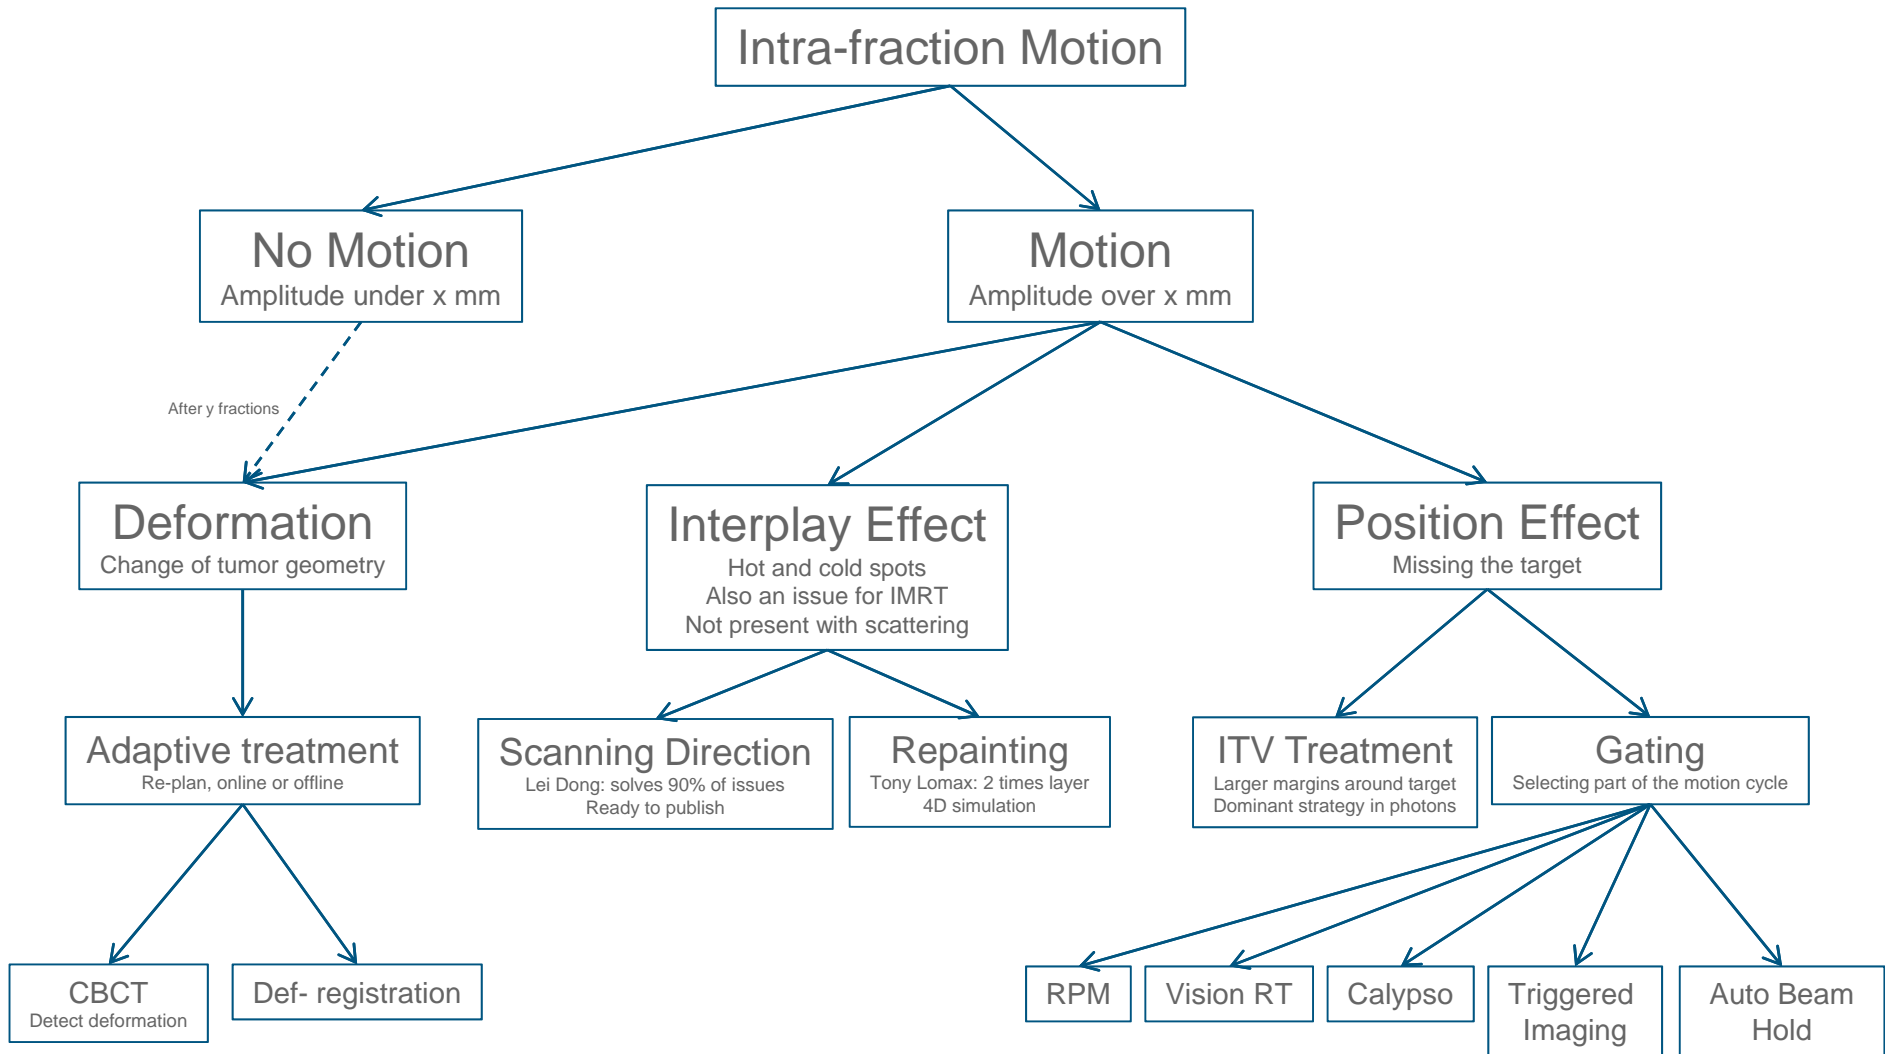 Intra-fraction Motion
No Motion
Amplitude under x mm
Motion
Amplitude over x mm
After y fractions
Deformation
Change of tumor geometry
Interplay Effect
Hot and cold spots
Also an issue for IMRT
Not present with scattering
Position Effect
Missing the target
Adaptive treatment
Re-plan, online or offline
Scanning Direction
Lei Dong: solves 90% of issues
Ready to publish
Repainting
Tony Lomax: 2 times layer
4D simulation
ITV Treatment
Larger margins around target
Dominant strategy in photons
Gating
Selecting part of the motion cycle
CBCT
Detect deformation
Def- registration
RPM
Vision RT
Calypso
Triggered
Imaging
Auto Beam
Hold